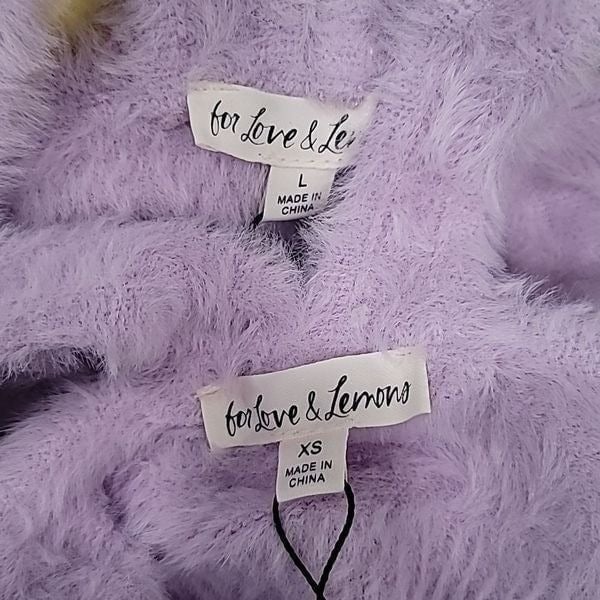 for Love & Le
L
MADE IN
CHINA
for Love & Lemons
XS
MADE IN
CHINA